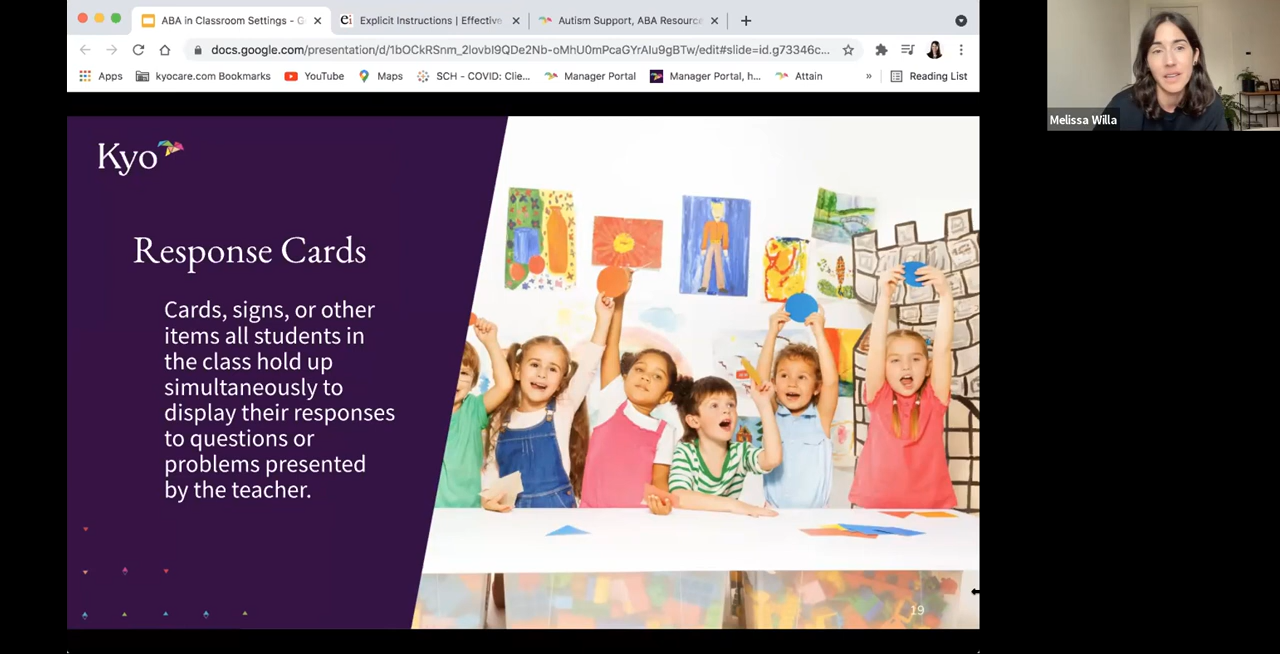 ABA in Classroom Settings - G
Explicit Instructions | Effective
Autism Support, ABA Resource
docs.google.com/presentation/d/1bOCkRSnm_2lovbI9QDe2Nb-oMhU0mPcaGYrAlu9gBTw/edit#slide=id.g73346c...
Apps
kyocare.com Bookmarks
YouTube
Maps
SCH - COVID: Clie...
Manager Portal
Manager Portal, h...
Attain
»
Reading List
Melissa Willa
Kyo
Response Cards
Cards, signs, or other
items all students in
the class hold up
simultaneously to
display their responses
to questions or
problems presented
by the teacher.
19